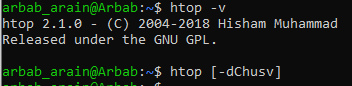 arbab_arain@Arbab:~$ htop -v
htop 2.1.0 - (C) 2004-2018 Hisham Muhammad
Released under the GNU GPL.
arbab_arain@Arbab:~$ htop [-dChusv]